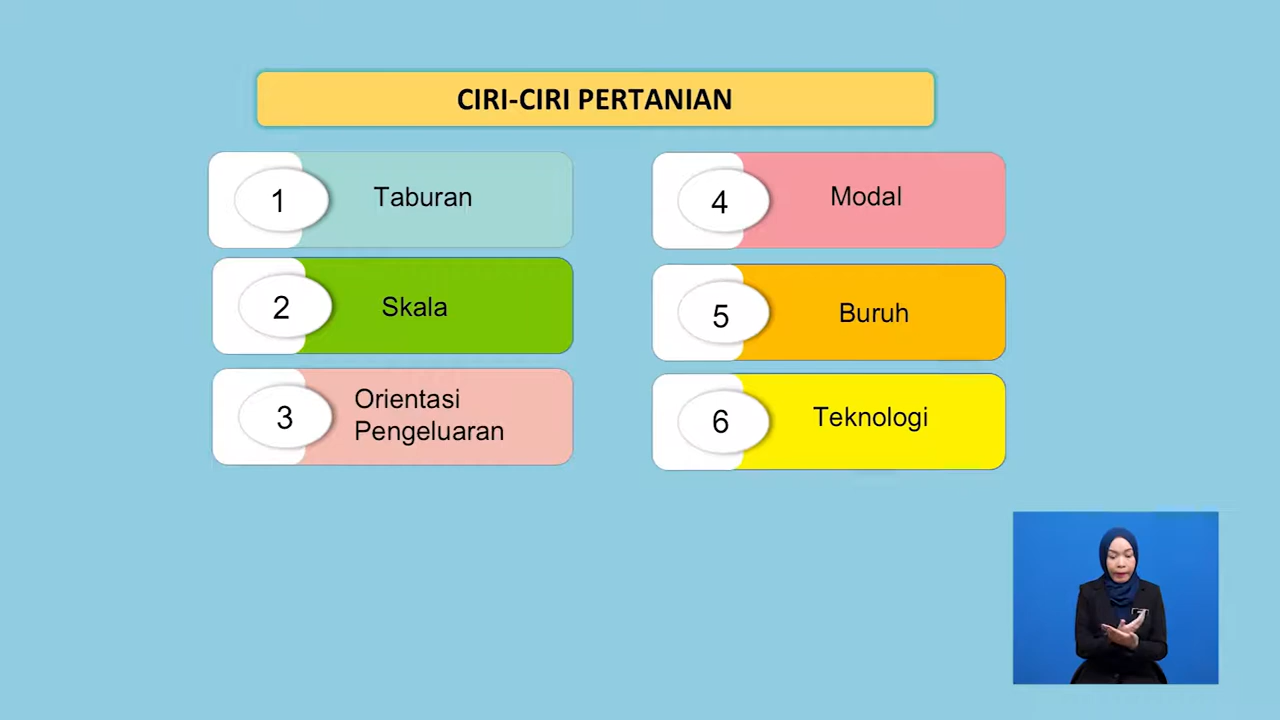 CIRI-CIRI PERTANIAN
1
Taburan
2
Skala
3
Orientasi
Pengeluaran
4
Modal
5
Buruh
6
Teknologi